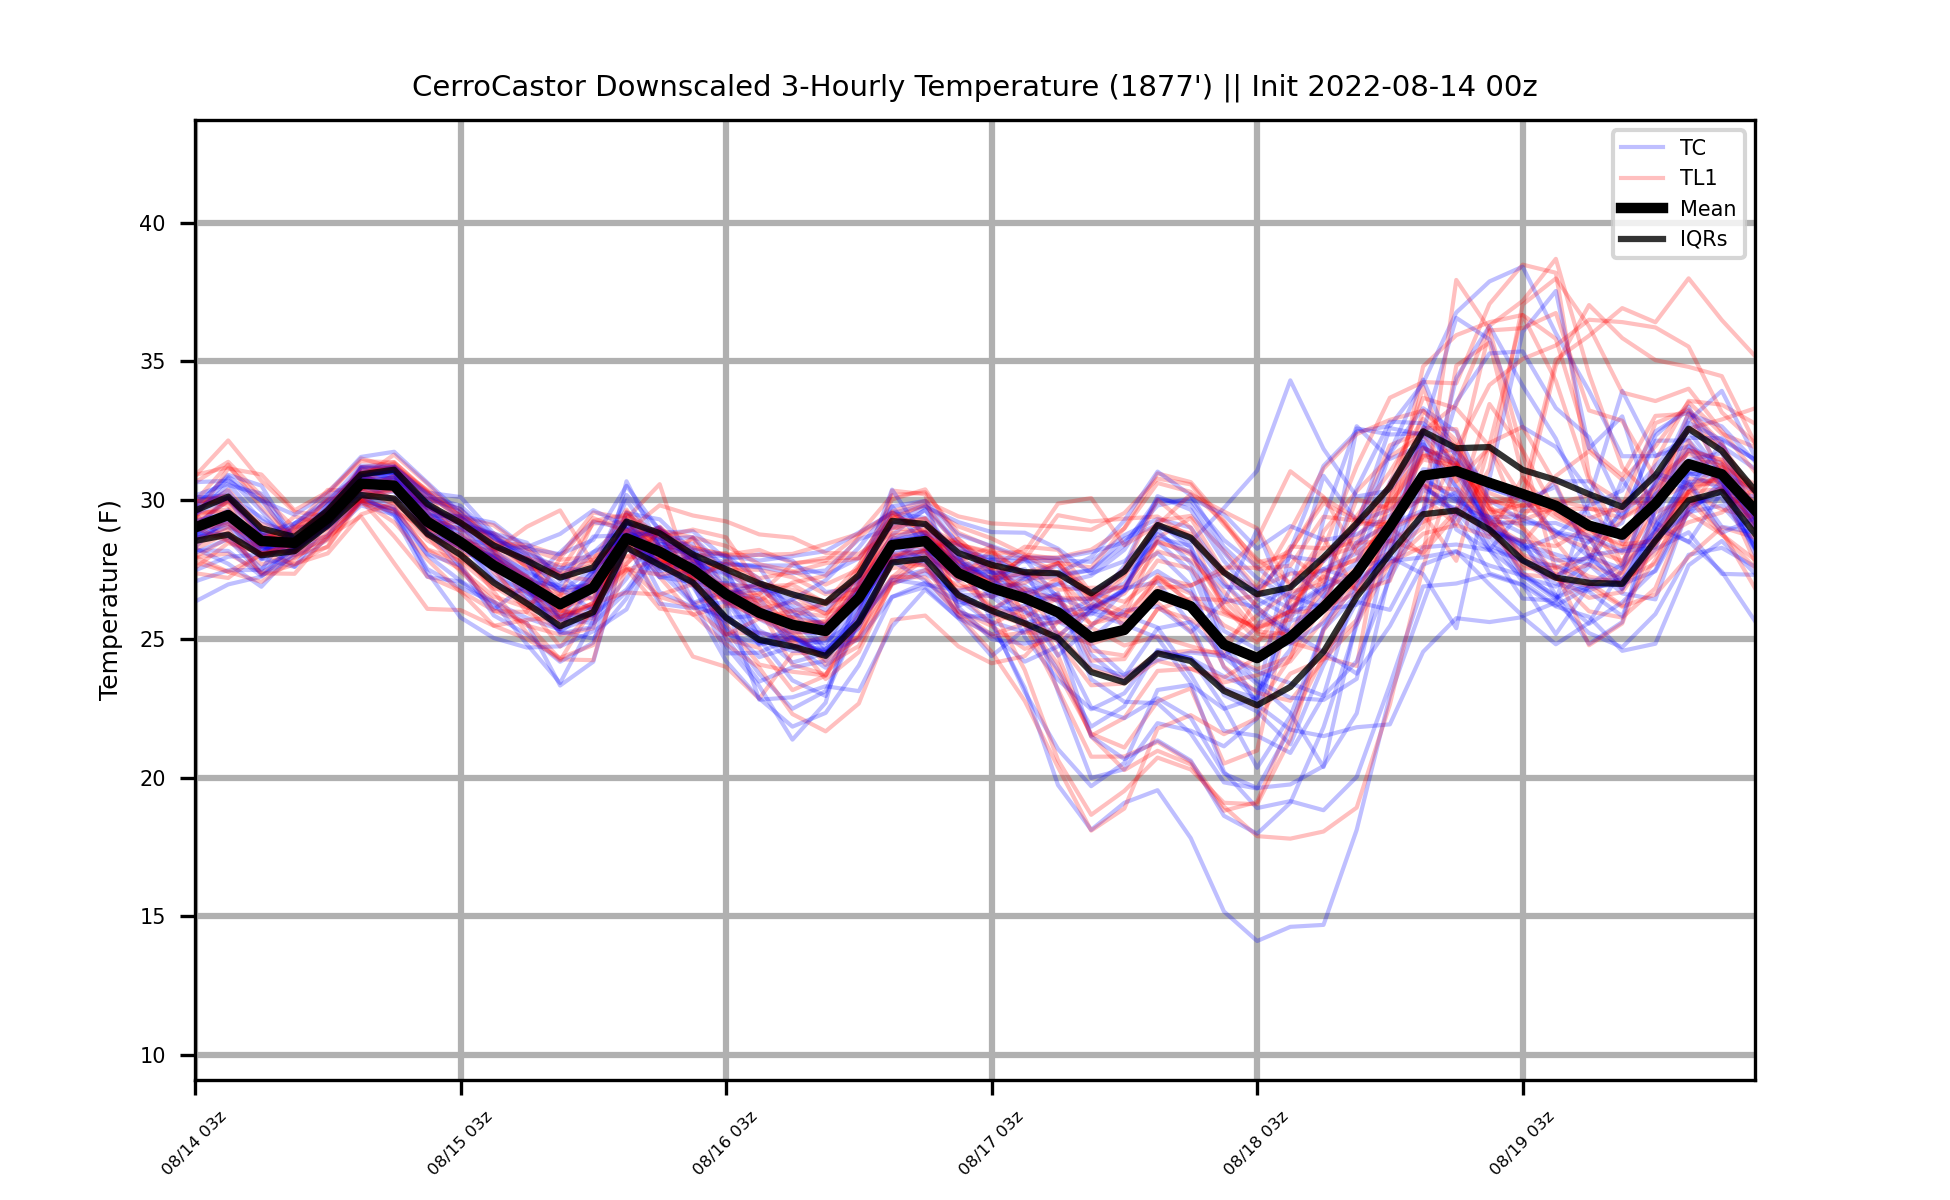 CerroCastor Downscaled 3-Hourly Temperature (1877') || Init 2022-08-14 00z
TC
TL1
Mean
IQRs
Temperature (F)
40
35
30
25
20
15
10
08/14 03z
08/15 03z
08/16 03z
08/17 03z
08/18 03z
08/19 03z